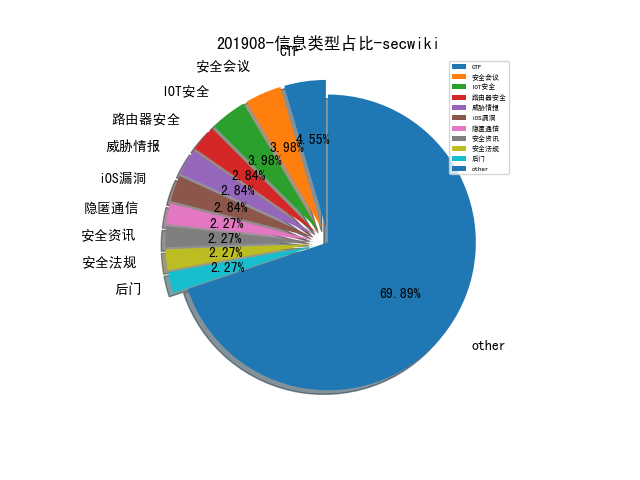 201908-信息类型占比-secwiki
CTF
安全会议
IOT安全
路由器安全
威胁情报
iOS漏洞
隐匿通信
安全资讯
安全法规
后门
other
4.55%
3.98%
3.98%
2.84%
2.84%
2.84%
2.27%
2.27%
2.27%
2.27%
69.89%
CTF
安全会议
IOT安全
路由器安全
威胁情报
iOS漏洞
隐匿通信
安全资讯
安全法规
后门
other